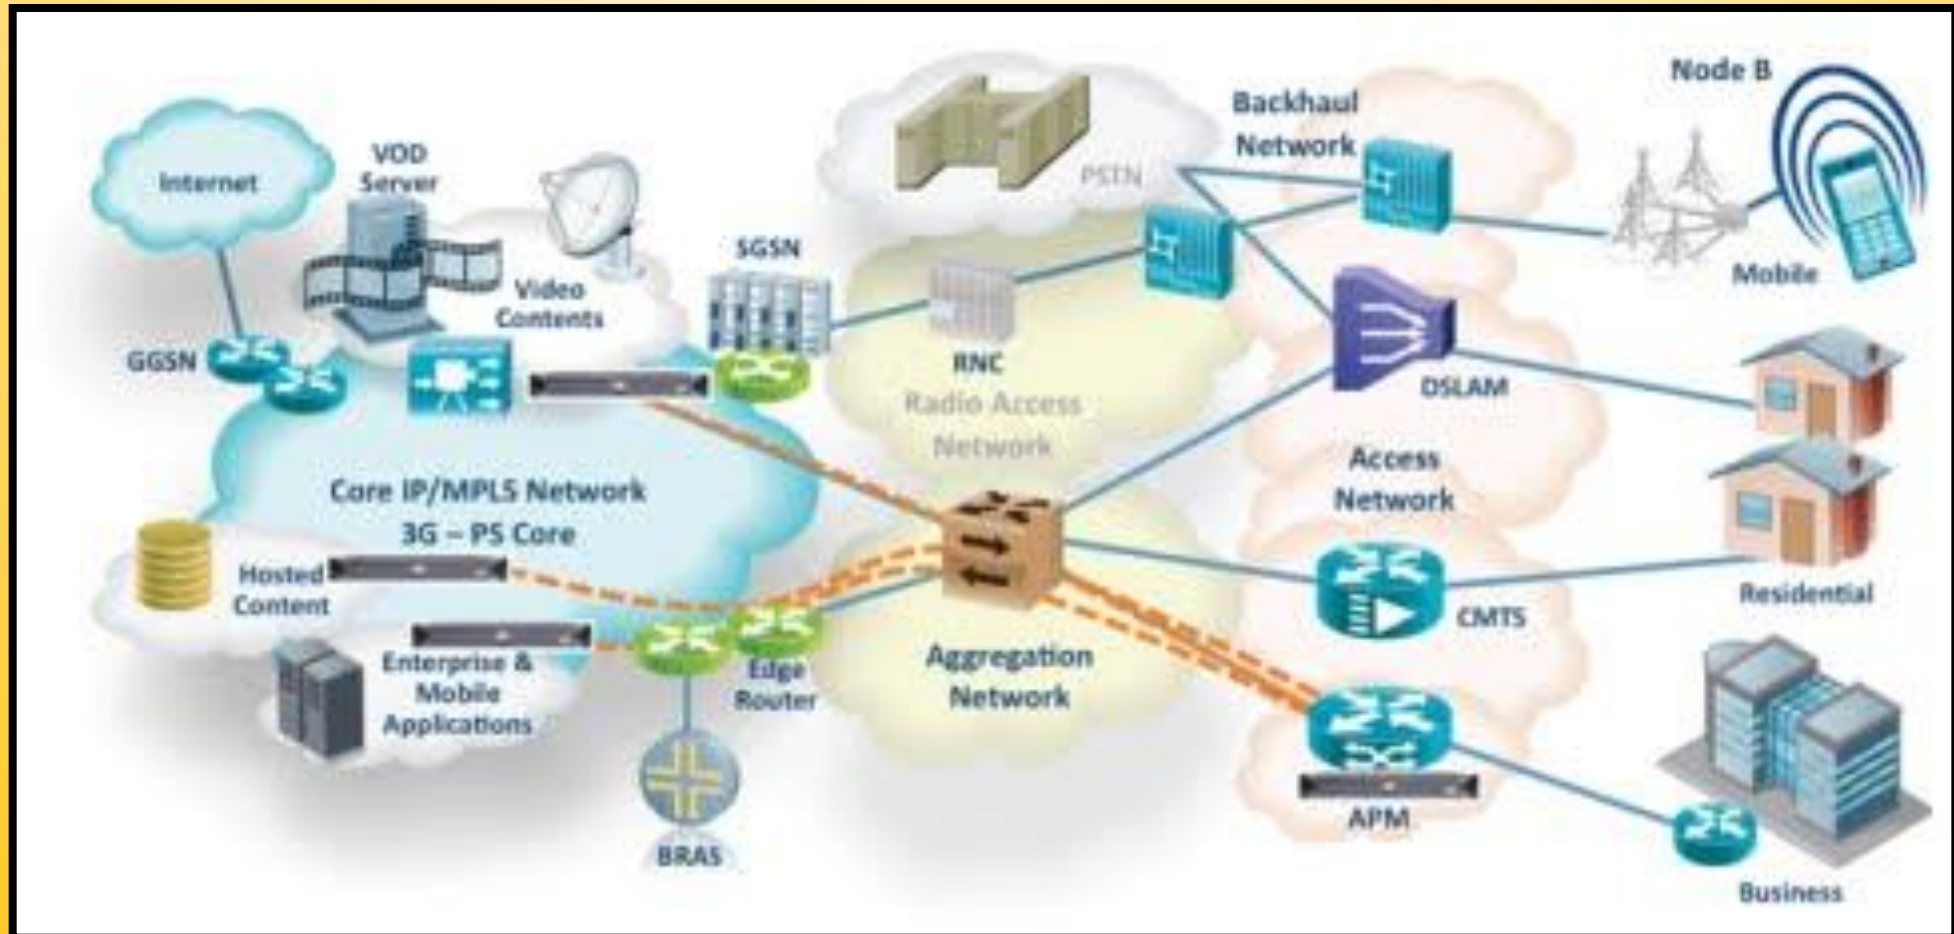 Internet
VOD
Server
Video
Contents
GGSN
SGSN
PSTN
Backhaul
Network
Node B
Mobile
RNC
Radio Access
Network
DSLAM
Core IP/MPLS Network
3G – PS Core
Access
Network
Hosted
Content
Residential
CMTS
Enterprise &
Mobile
Applications
Edge
Router
Aggregation
Network
APM
BRAS
Business